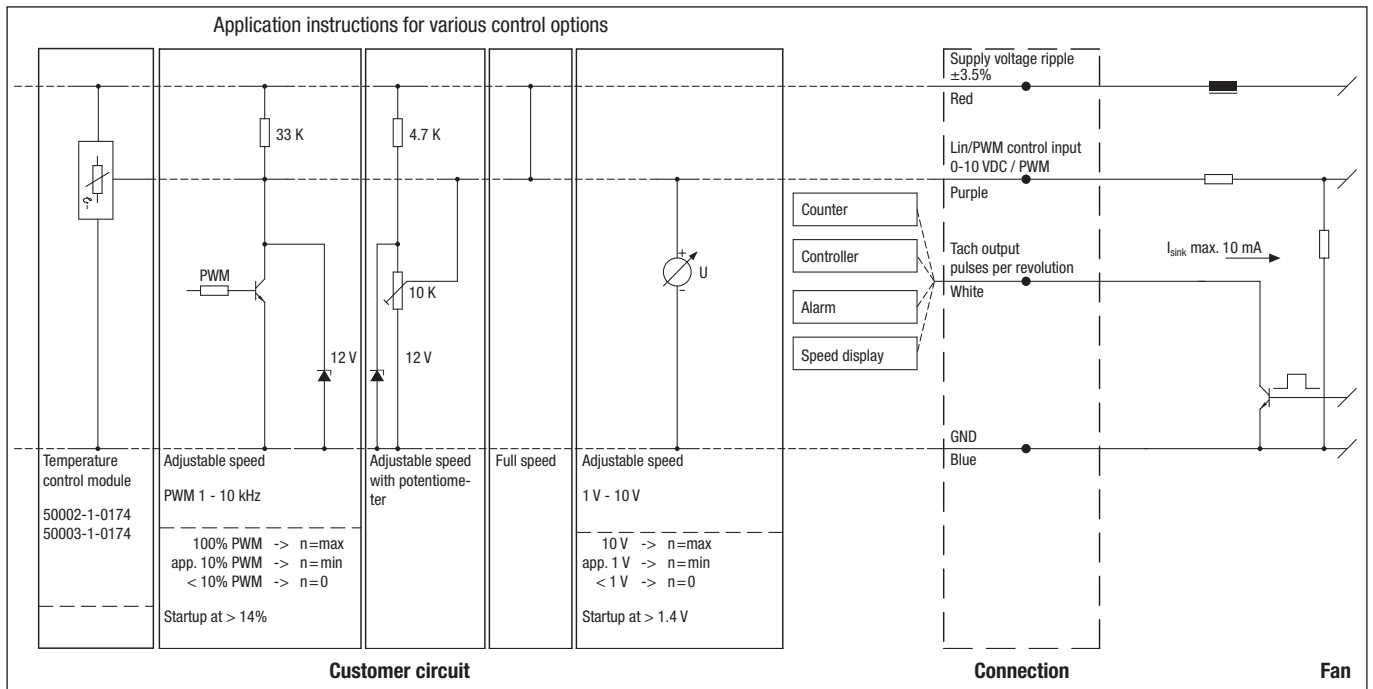 Application instructions for various control options
33 K
PWM
12 V
4.7 K
10 K
12 V
+
U
-
Counter
Controller
Alarm
Speed display
Supply voltage ripple
±3.5%
Red
Lin/PWM control input
0-10 VDC / PWM
Purple
Tach output
pulses per revolution
White
GND
Blue
Isink max. 10 mA
Temperature
control module
50002-1-0174
50003-1-0174
Adjustable speed
PWM 1 - 10 kHz
100% PWM -> n=max
app. 10% PWM -> n=min
< 10% PWM -> n=0
Startup at > 14%
Adjustable speed
with potentiome-
ter
Full speed
Adjustable speed
1 V - 10 V
10 V -> n=max
app. 1 V -> n=min
< 1 V -> n=0
Startup at > 1.4 V
Customer circuit
Connection
Fan